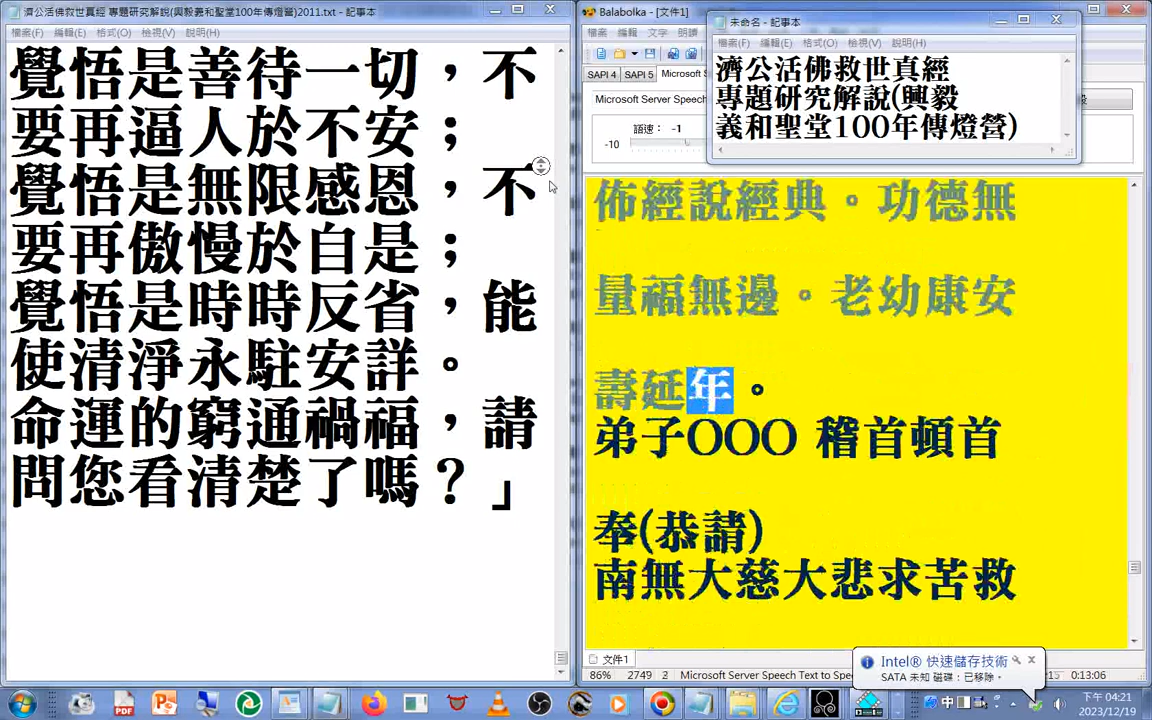 濟公活佛救世真經 專題研究解說(興毅義和聖堂100年傳燈營)2011.txt - 記事本
檔案(F) 編輯(E) 格式(O) 檢視(V) 說明(H)
覺悟是善待一切，不
要再逼人於不安；
覺悟是無限感恩，不
要再傲慢於自是；
覺悟是時時反省，能
使清淨永駐安詳。
命運的窮通禍福，請
問您看清楚了嗎？」
Balabolka - [文件1]
檔案 編輯 文字 朗讀
SAPI 4 SAPI 5 Microsoft S
Microsoft Server Speech
語速： -1
-10
未命名 - 記事本
檔案(F) 編輯(E) 格式(O) 檢視(V) 說明(H)
濟公活佛救世真經
專題研究解說(興毅
義和聖堂100年傳燈營)
佈經說經典。功德無
量福無邊。老幼康安
壽延年。
弟子OOO 稽首頓首
奉(恭請)
南無大慈大悲求苦救
文件1
86% 2749 2 Microsoft Server Speech Text to Spe
0:13:06
Intel® 快速儲存技術
SATA 未知 磁碟：已移除。
中
下午 04:21
2023/12/19